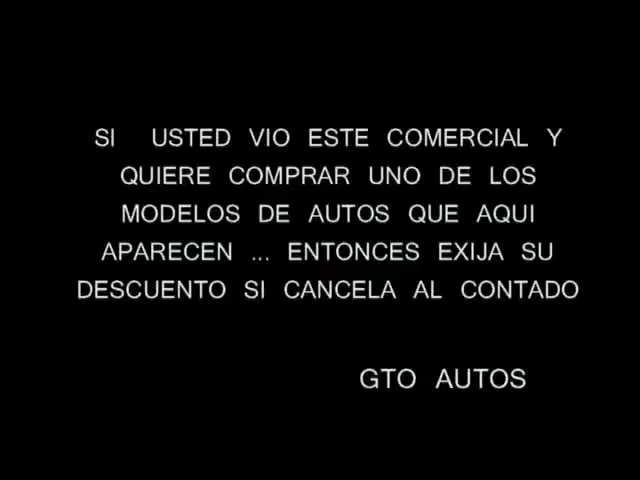 SI USTED VIO ESTE COMERCIAL Y
QUIERE COMPRAR UNO DE LOS
MODELOS DE AUTOS QUE AQUI
APARECEN ... ENTONCES EXIJA SU
DESCUENTO SI CANCELA AL CONTADO
GTO AUTOS